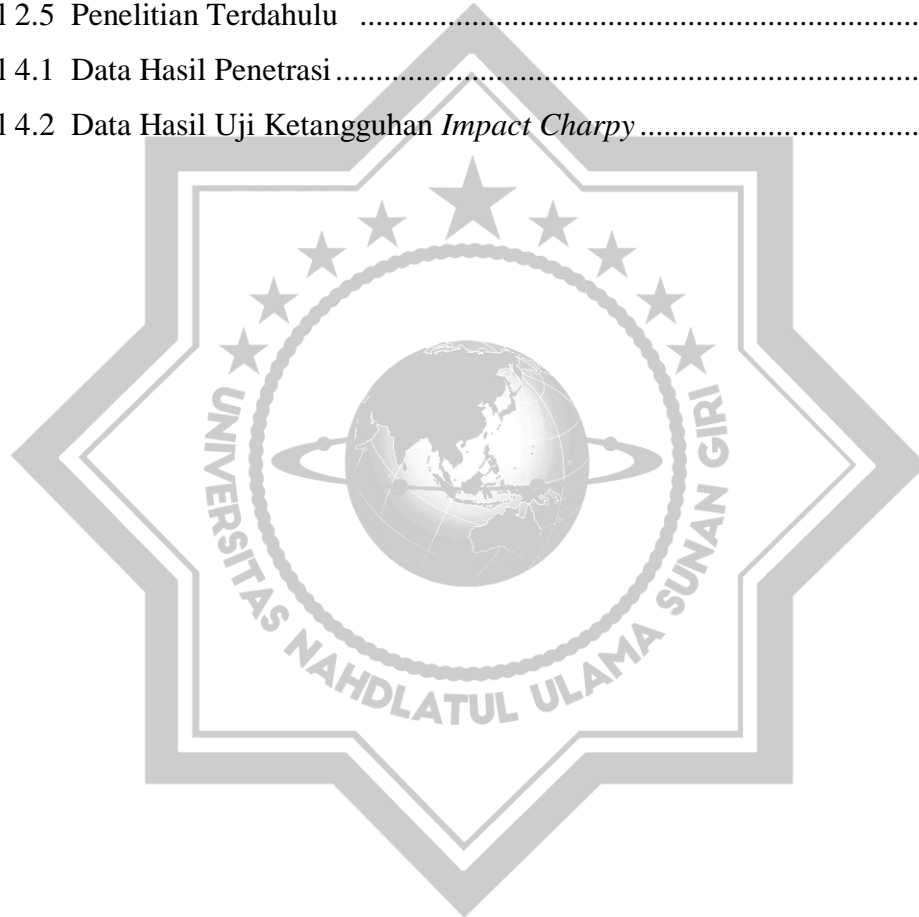 l 2.5 Penelitian Terdahulu ................................................................................
l 4.1 Data Hasil Penetrasi ....................................................................................
l 4.2 Data Hasil Uji Ketangguhan Impact Charpy ........................................
UNIVERSITAS NAHDLATUL ULAMA SUNAN GIRI